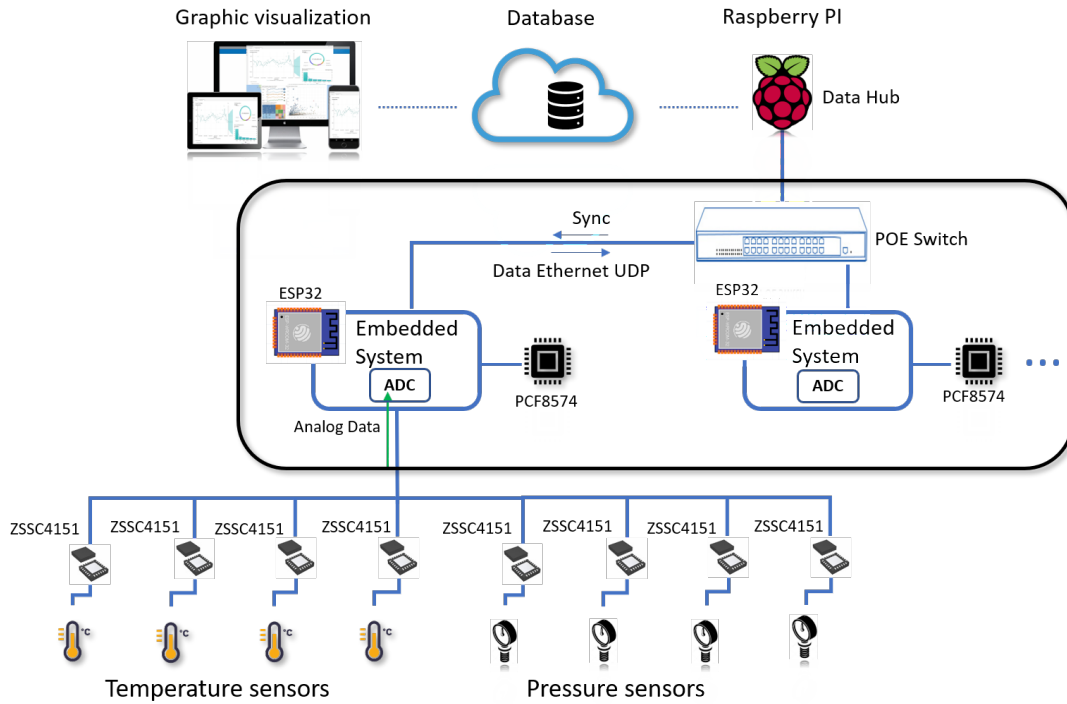 Graphic visualization
Database
Raspberry PI
Data Hub
Sync
POE Switch
Data Ethernet UDP
ESP32
ESP32
Embedded
System
ADC
Embedded
System
ADC
PCF8574
PCF8574
Analog Data
ZSSC4151
ZSSC4151
ZSSC4151
ZSSC4151
ZSSC4151
ZSSC4151
ZSSC4151
ZSSC4151
°C
°C
°C
°C
Temperature sensors
Pressure sensors